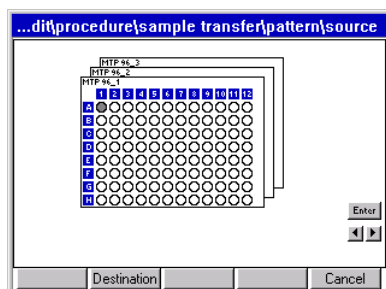 ...dit\procedure\sample transfer\pattern\source
MTP 96_3
MTP 96_2
MTP 96_1
1 2 3 4 5 6 7 8 9 10 11 12
A
B
C
D
E
F
G
H
Enter
Destination
Cancel